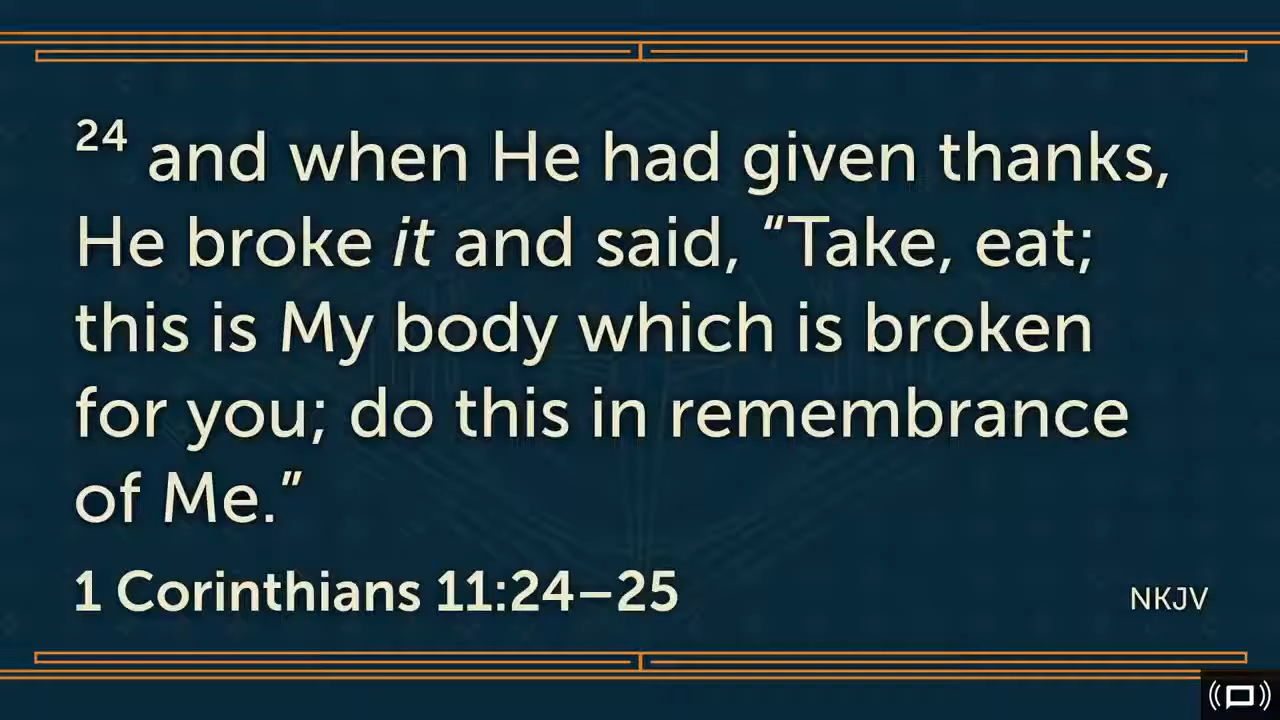 24 and when He had given thanks,
He broke it and said, “Take, eat;
this is My body which is broken
for you; do this in remembrance
of Me.”
1 Corinthians 11:24–25
NKJV